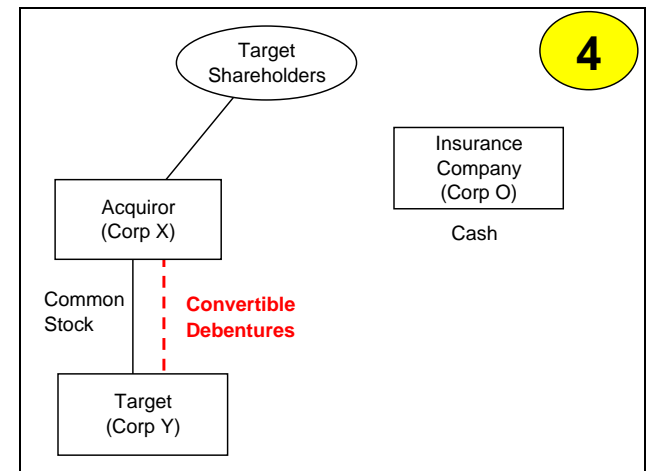 Target
Shareholders
4
Insurance
Company
(Corp O)
Cash
Acquiror
(Corp X)
Common
Stock
Convertible
Debentures
Target
(Corp Y)